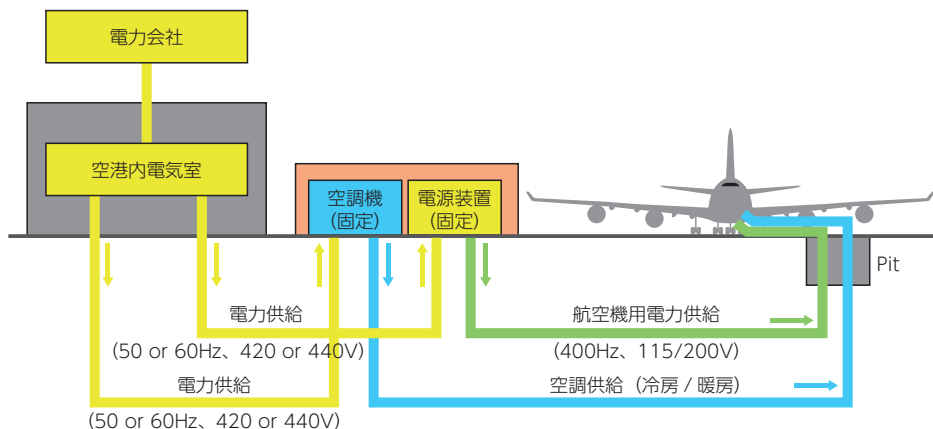 電力会社
空港内電気室
空調機
(固定)
電源装置
(固定)
Pit
電力供給
(50 or 60Hz、420 or 440V)
航空機用電力供給
(400Hz、115/200V)
電力供給
(50 or 60Hz、420 or 440V)
空調供給（冷房 / 暖房）